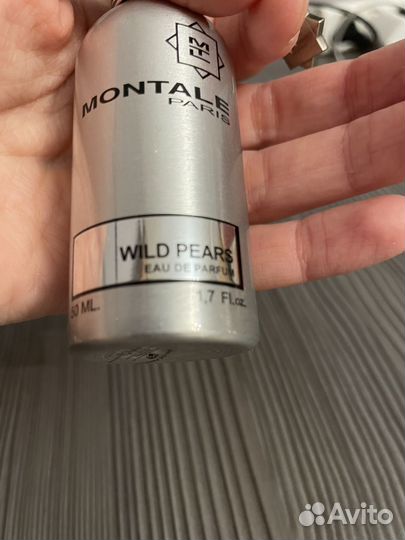 MONTALE
PARIS
WILD PEARS
EAU DE PARFUM
50 ML. 1,7 Fl.oz.
Avito